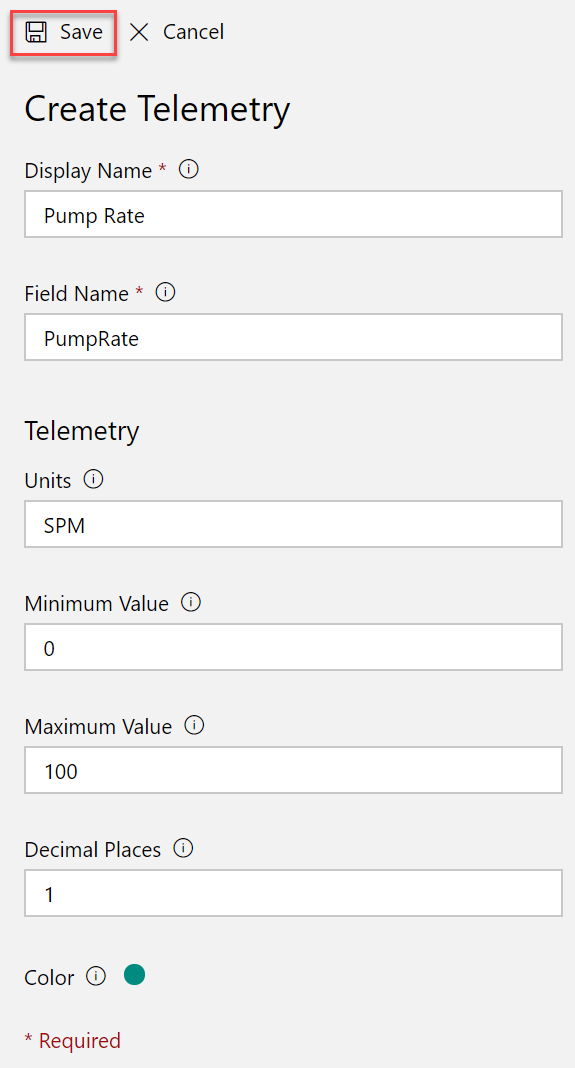 Save Cancel
Create Telemetry
Display Name *
Pump Rate
Field Name *
PumpRate
Telemetry
Units
SPM
Minimum Value
0
Maximum Value
100
Decimal Places
1
Color
* Required